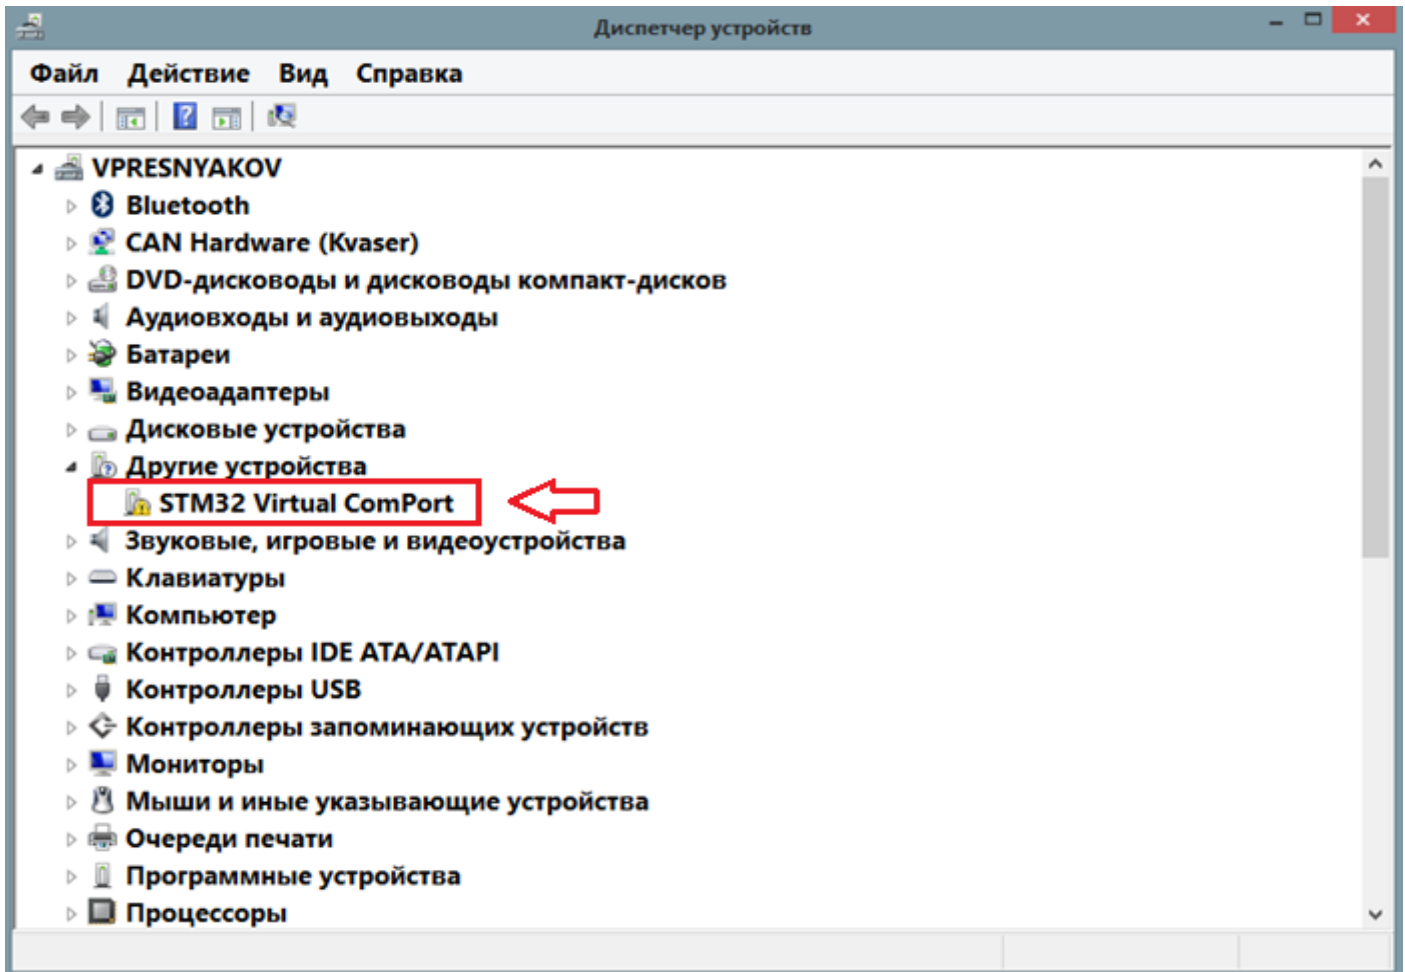 Диспетчер устройств
Файл Действие Вид Справка
VPRESNYAKOV
Bluetooth
CAN Hardware (Kvaser)
DVD-дисководы и дисководы компакт-дисков
Аудиовходы и аудиовыходы
Батареи
Видеоадаптеры
Дисковые устройства
Другие устройства
STM32 Virtual ComPort
Звуковые, игровые и видеоустройства
Клавиатуры
Компьютер
Контроллеры IDE ATA/ATAPI
Контроллеры USB
Контроллеры запоминающих устройств
Мониторы
Мыши и иные указывающие устройства
Очереди печати
Программные устройства
Процессоры